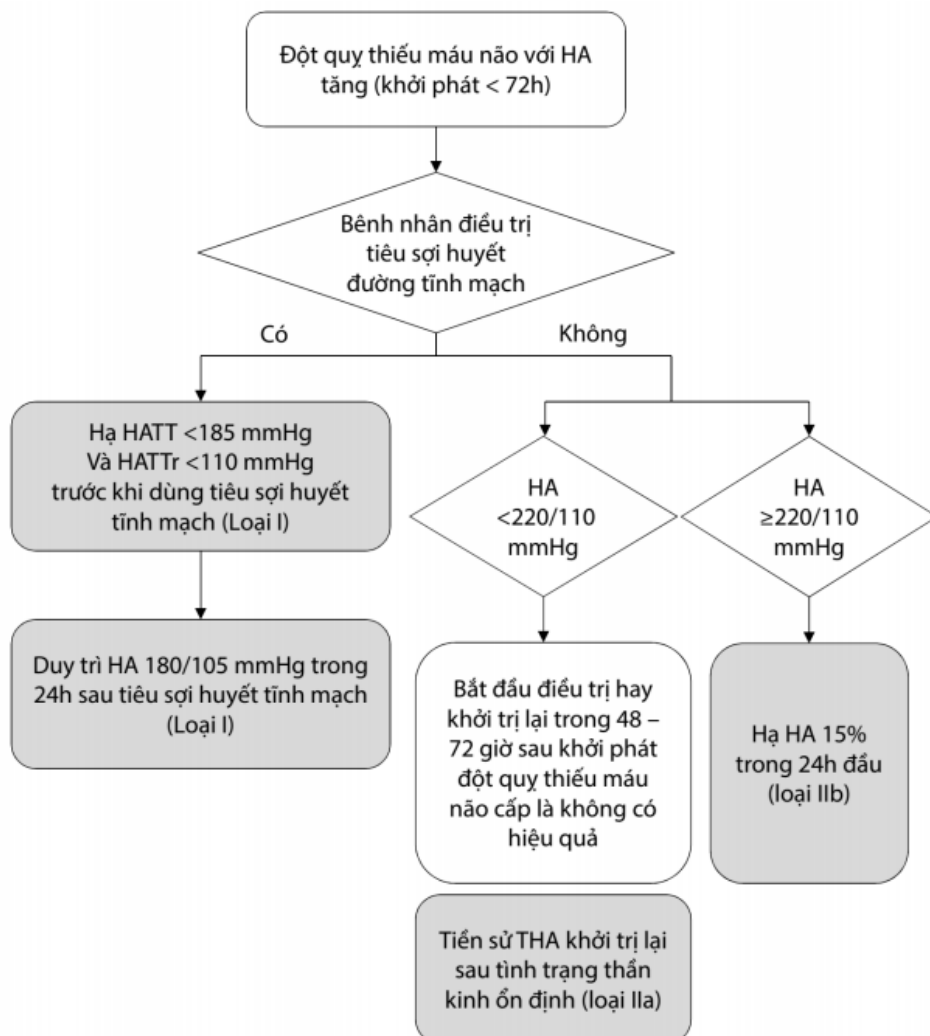 Đột quỵ thiếu máu não với HA
tăng (khởi phát < 72h)
Bênh nhân điều trị
tiêu sợi huyết
đường tĩnh mạch
Có
Không
Hạ HATT <185 mmHg
Và HATTr <110 mmHg
trước khi dùng tiêu sợi huyết
tĩnh mạch (Loại I)
HA
<220/110
mmHg
HA
≥220/110
mmHg
Duy trì HA 180/105 mmHg trong
24h sau tiêu sợi huyết tĩnh mạch
(Loại I)
Bắt đầu điều trị hay
khởi trị lại trong 48 –
72 giờ sau khởi phát
đột quỵ thiếu máu
não cấp là không có
hiệu quả
Hạ HA 15%
trong 24h đầu
(loại IIb)
Tiền sử THA khởi trị lại
sau tình trạng thần
kinh ổn định (loại IIa)